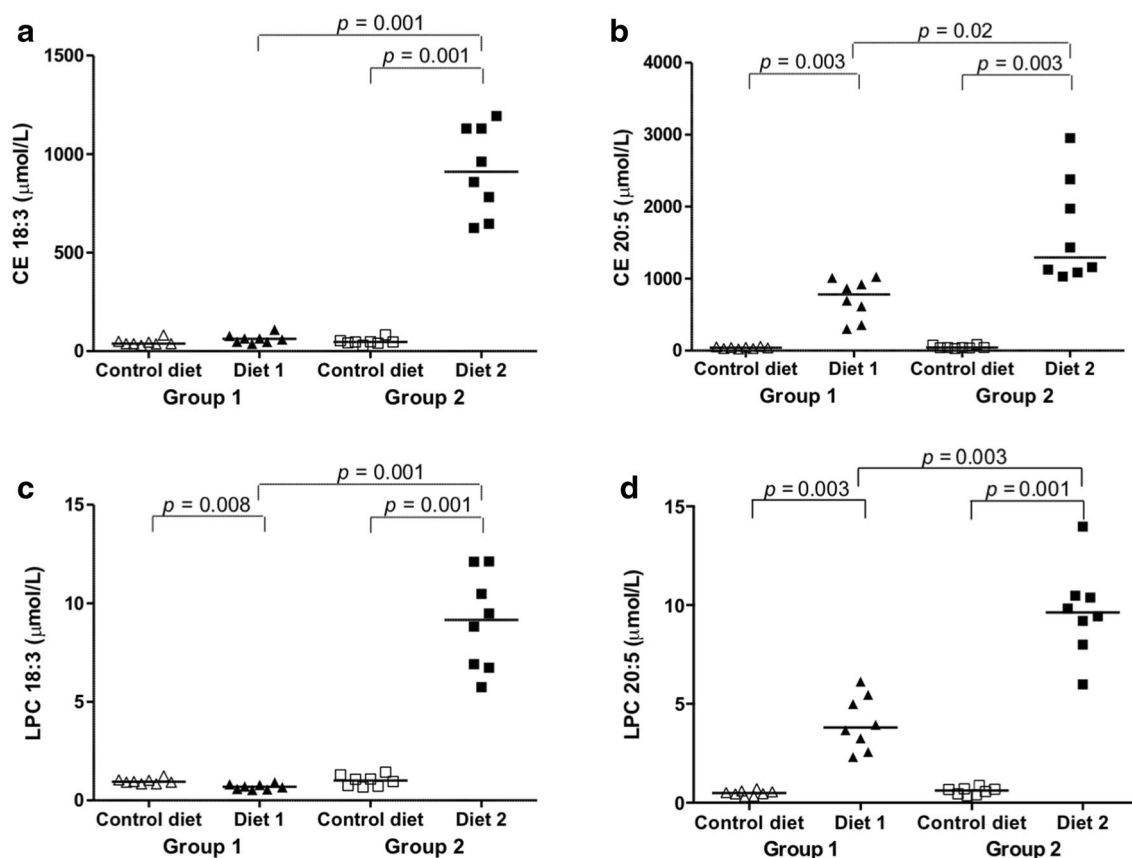 a
p = 0.001
p = 0.001
CE 18:3 (μmol/L)
1500
1000
500
0
Control diet Diet 1 Control diet Diet 2
Group 1 Group 2
b
p = 0.02
p = 0.003 p = 0.003
CE 20:5 (μmol/L)
4000
3000
2000
1000
0
Control diet Diet 1 Control diet Diet 2
Group 1 Group 2
c
p = 0.001
p = 0.008 p = 0.001
LPC 18:3 (μmol/L)
15
10
5
0
Control diet Diet 1 Control diet Diet 2
Group 1 Group 2
d
p = 0.003
p = 0.003 p = 0.001
LPC 20:5 (μmol/L)
15
10
5
0
Control diet Diet 1 Control diet Diet 2
Group 1 Group 2